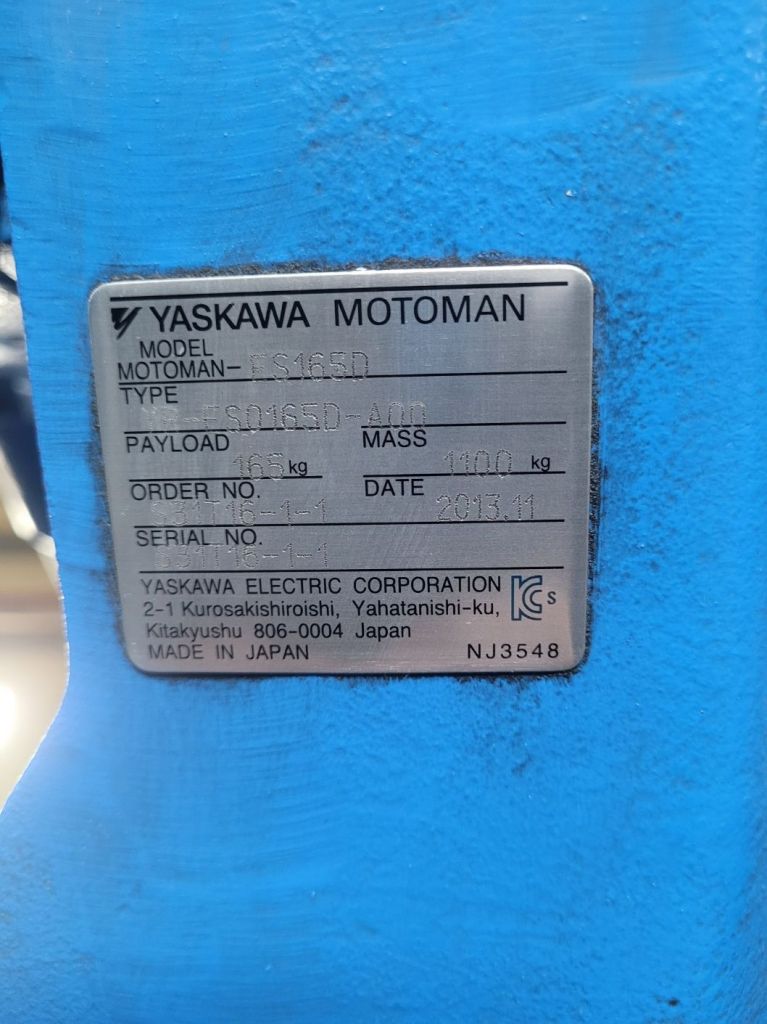 YASKAWA MOTOMAN
MODEL
MOTOMAN-ES165D
TYPE
YR-ES0165D-A00
PAYLOAD 165 kg MASS 1100 kg
ORDER NO. S31T16-1-1 DATE 2013.11
SERIAL NO.
S31T16-1-1
YASKAWA ELECTRIC CORPORATION
2-1 Kurosakishiroishi, Yahatanishi-ku,
Kitakyushu 806-0004 Japan
MADE IN JAPAN NJ3548
KCs